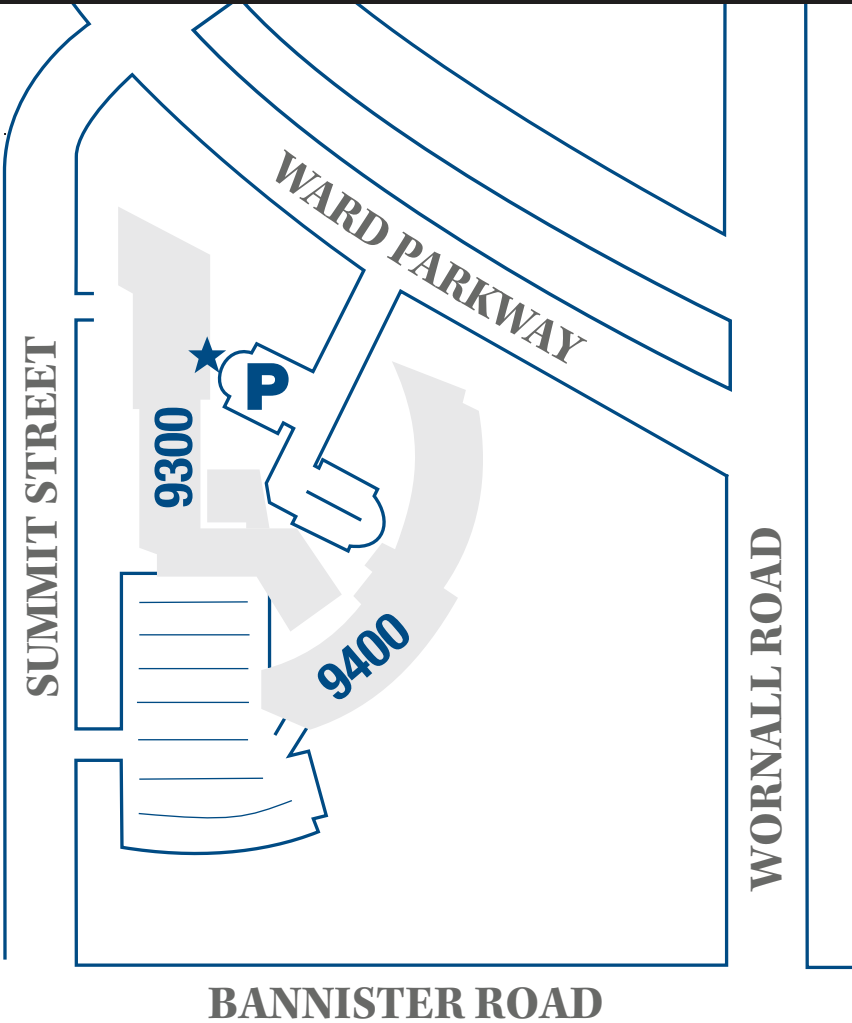 WARD PARKWAY
P
9300
SUMMIT STREET
9400
WORNALL ROAD
BANNISTER ROAD